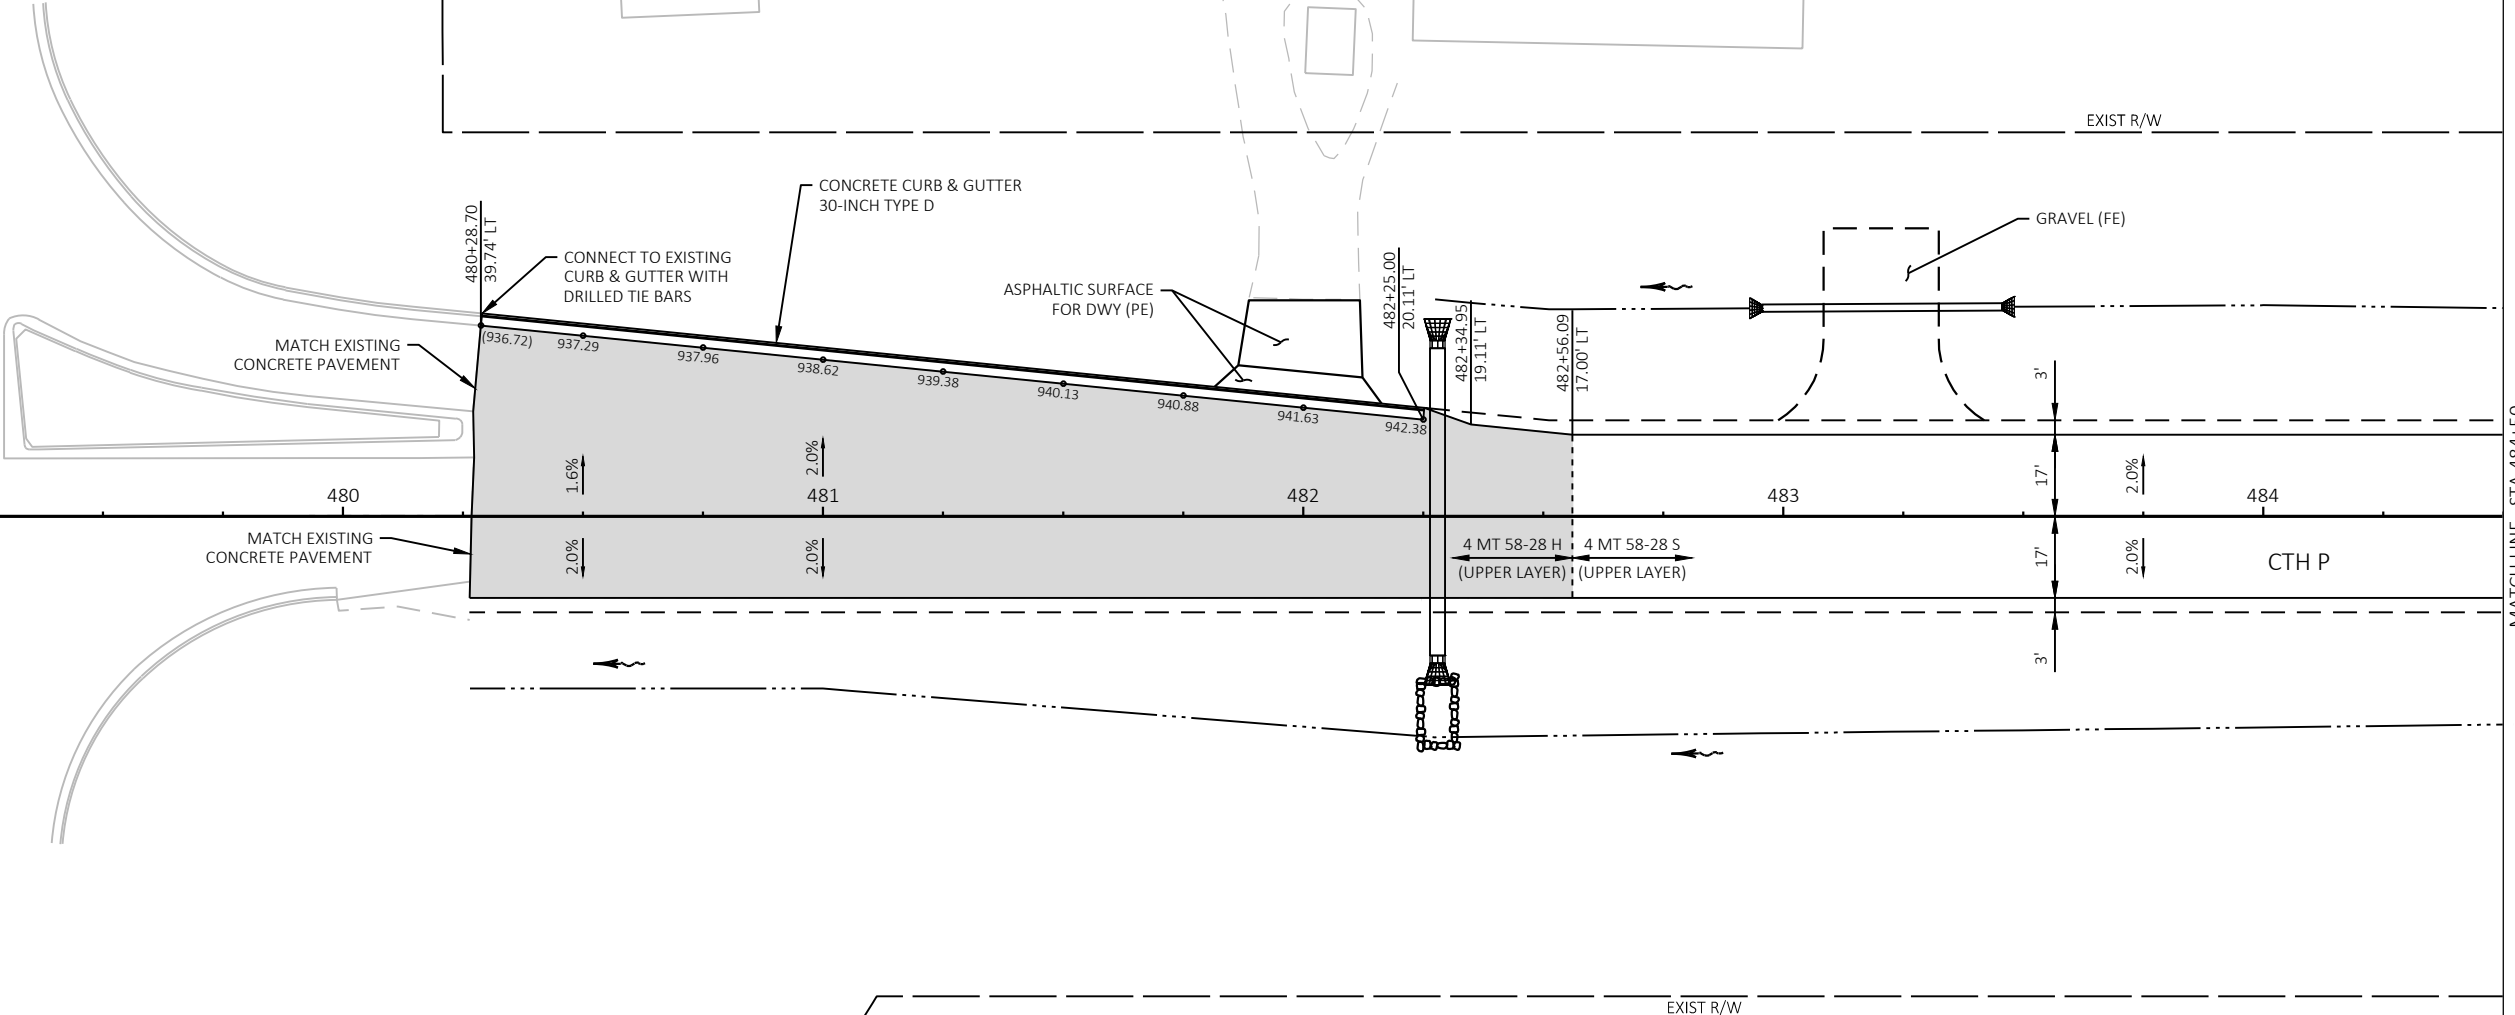 EXIST R/W
CONCRETE CURB & GUTTER
30-INCH TYPE D
480+28.70
39.74' LT
CONNECT TO EXISTING
CURB & GUTTER WITH
DRILLED TIE BARS
GRAVEL (FE)
ASPHALTIC SURFACE
FOR DWY (PE)
482+25.00
20.11' LT
482+34.95
19.11' LT
482+56.09
17.00' LT
MATCH EXISTING
CONCRETE PAVEMENT
(936.72)
937.29
937.96
938.62
939.38
940.13
940.88
941.63
942.38
3'
1.6%
2.0%
17'
2.0%
480
481
482
483
484
MATCH EXISTING
CONCRETE PAVEMENT
2.0%
2.0%
4 MT 58-28 H
(UPPER LAYER)
4 MT 58-28 S
(UPPER LAYER)
17'
2.0%
CTH P
3'
MATCH LINE STA
EXIST R/W